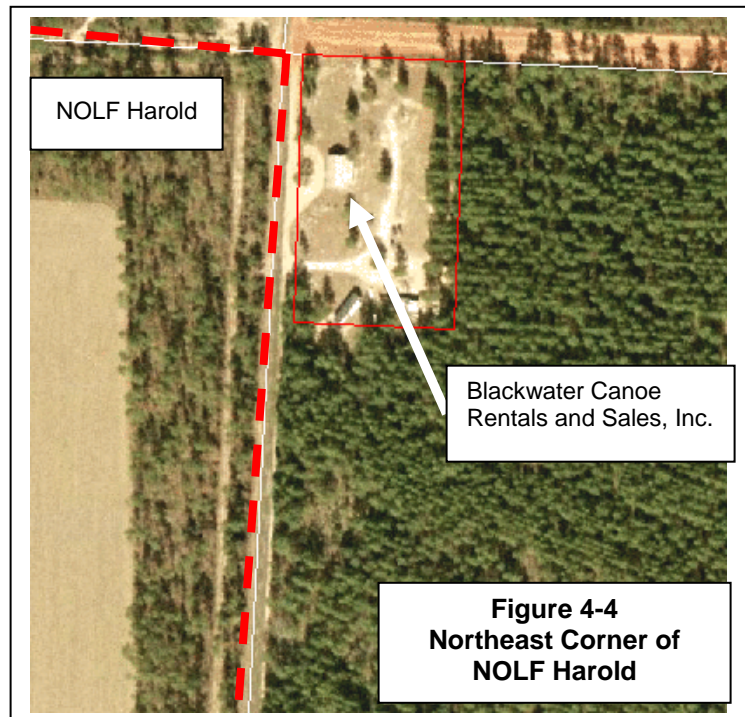 NOLF Harold
Blackwater Canoe
Rentals and Sales, Inc.
Figure 4-4
Northeast Corner of
NOLF Harold